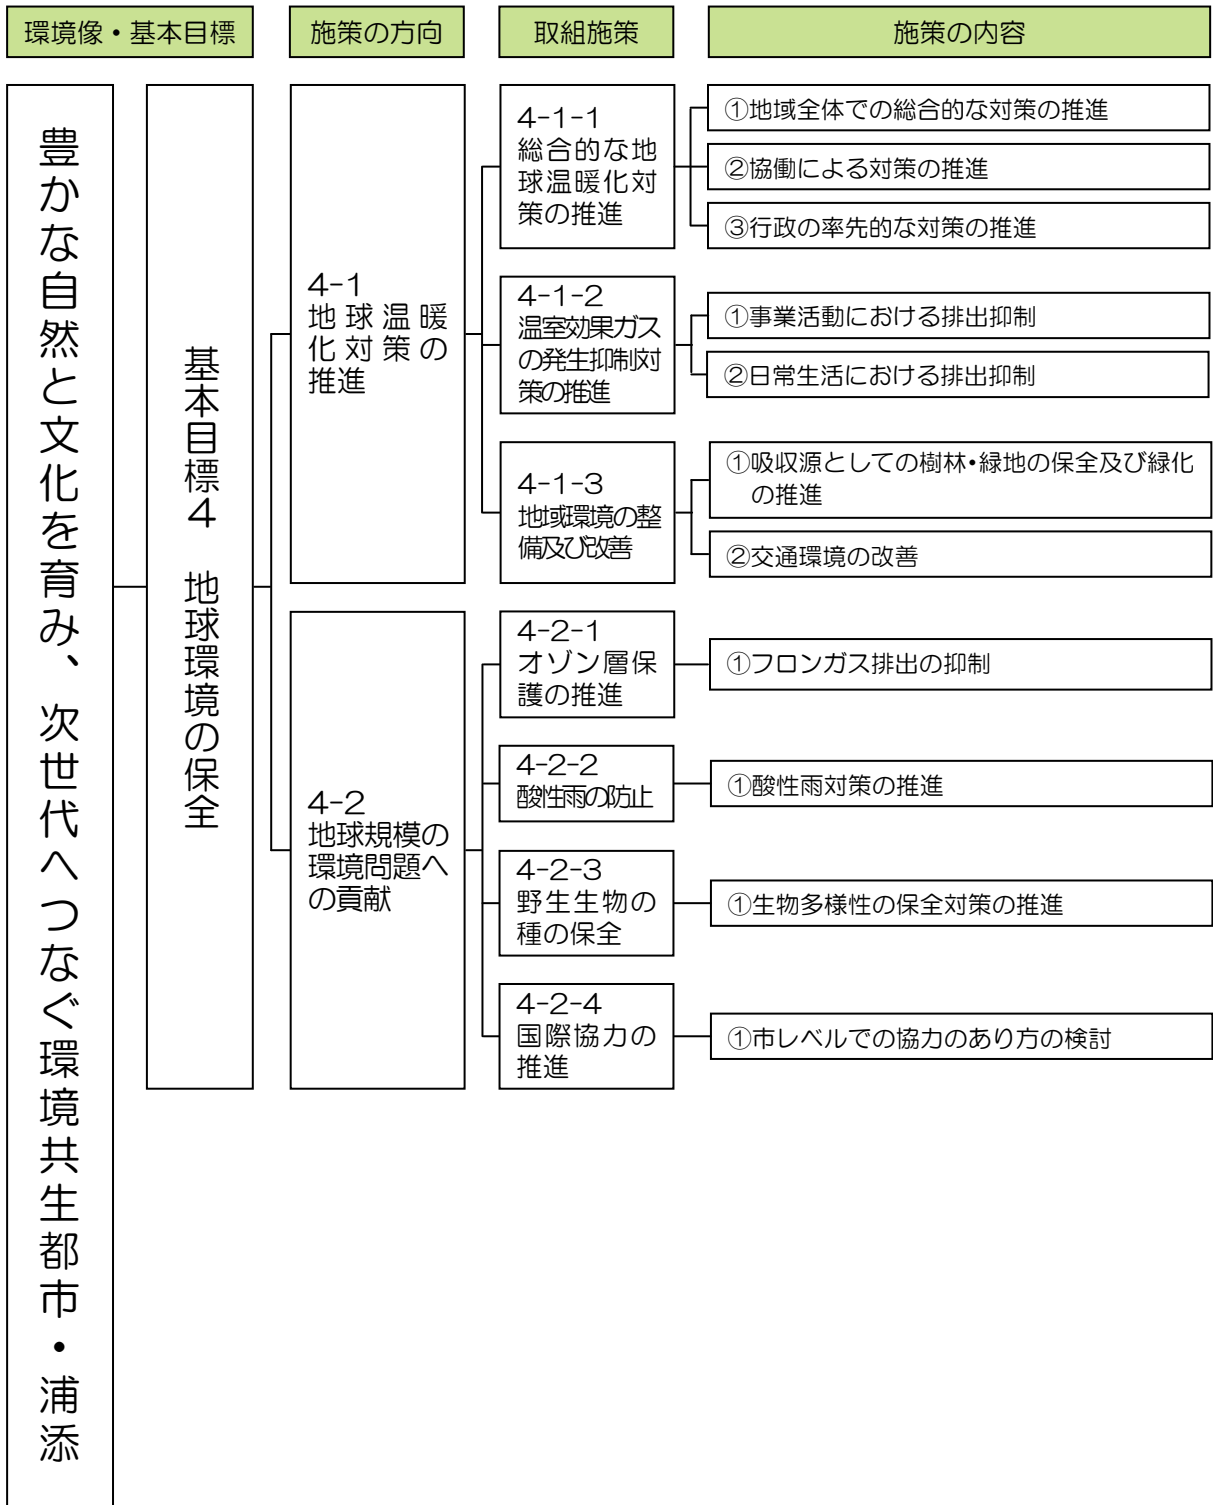 環境像・基本目標
施策の方向
取組施策
施策の内容
豊かな自然と文化を育み、次世代へつなぐ環境共生都市・浦添
基本目標4　地球環境の保全
4-1
地球温暖
化対策の
推進
4-1-1
総合的な地
球温暖化対
策の推進
①地域全体での総合的な対策の推進
②協働による対策の推進
③行政の率先的な対策の推進
4-1-2
温室効果ガス
の発生抑制対
策の推進
①事業活動における排出抑制
②日常生活における排出抑制
4-1-3
地域環境の整
備及び改善
①吸収源としての樹林・緑地の保全及び緑化
の推進
②交通環境の改善
4-2
地球規模の
環境問題へ
の貢献
4-2-1
オゾン層保
護の推進
①フロンガス排出の抑制
4-2-2
酸性雨の防止
①酸性雨対策の推進
4-2-3
野生生物の
種の保全
①生物多様性の保全対策の推進
4-2-4
国際協力の
推進
①市レベルでの協力のあり方の検討